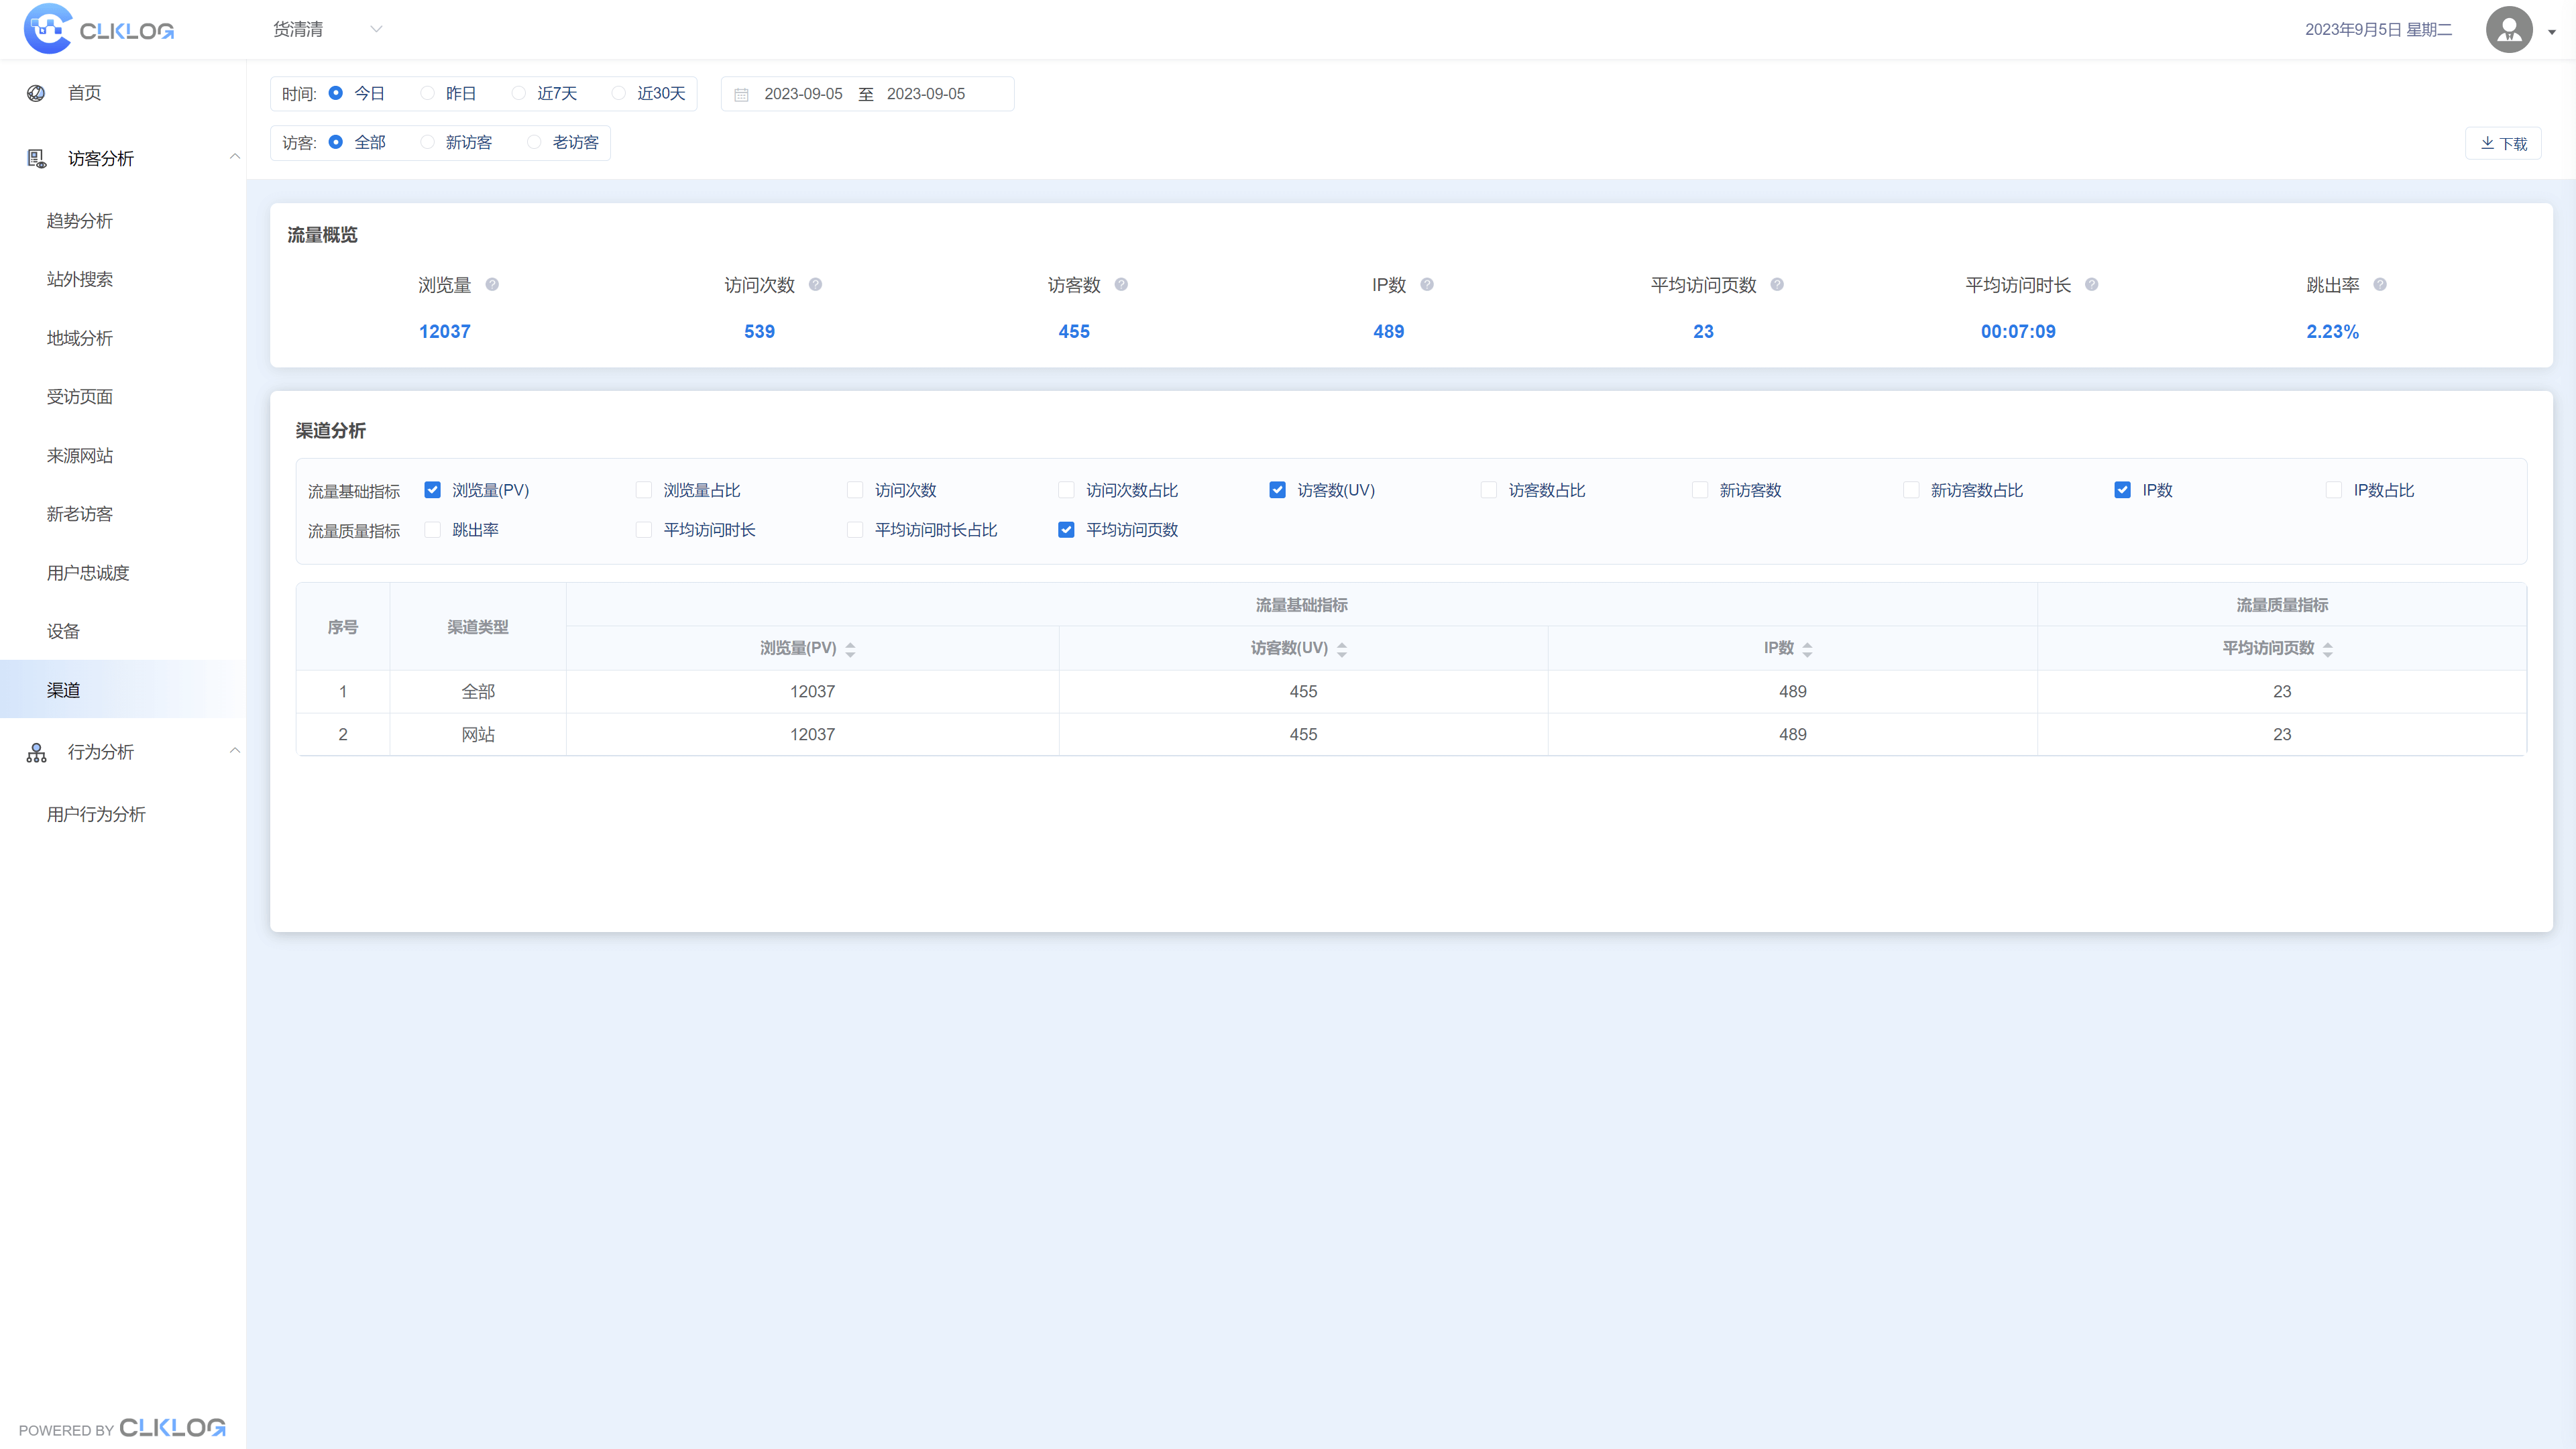 CLKLOG 货清清 2023年9月5日 星期二
首页
访客分析
趋势分析
站外搜索
地域分析
受访页面
来源网站
新老访客
用户忠诚度
设备
渠道
行为分析
用户行为分析
POWERED BY CLKLOG
时间: 今日 昨日 近7天 近30天 2023-09-05 至 2023-09-05
访客: 全部 新访客 老访客 下载
流量概览
浏览量 ? 访问次数 ? 访客数 ? IP数 ? 平均访问页数 ? 平均访问时长 ? 跳出率 ?
12037 539 455 489 23 00:07:09 2.23%
渠道分析
流量基础指标 浏览量(PV) 浏览量占比 访问次数 访问次数占比 访客数(UV) 访客数占比 新访客数 新访客数占比 IP数 IP数占比
流量质量指标 跳出率 平均访问时长 平均访问时长占比 平均访问页数
序号 渠道类型 流量基础指标 流量质量指标
浏览量(PV) 访客数(UV) IP数 平均访问页数
1 全部 12037 455 489 23
2 网站 12037 455 489 23